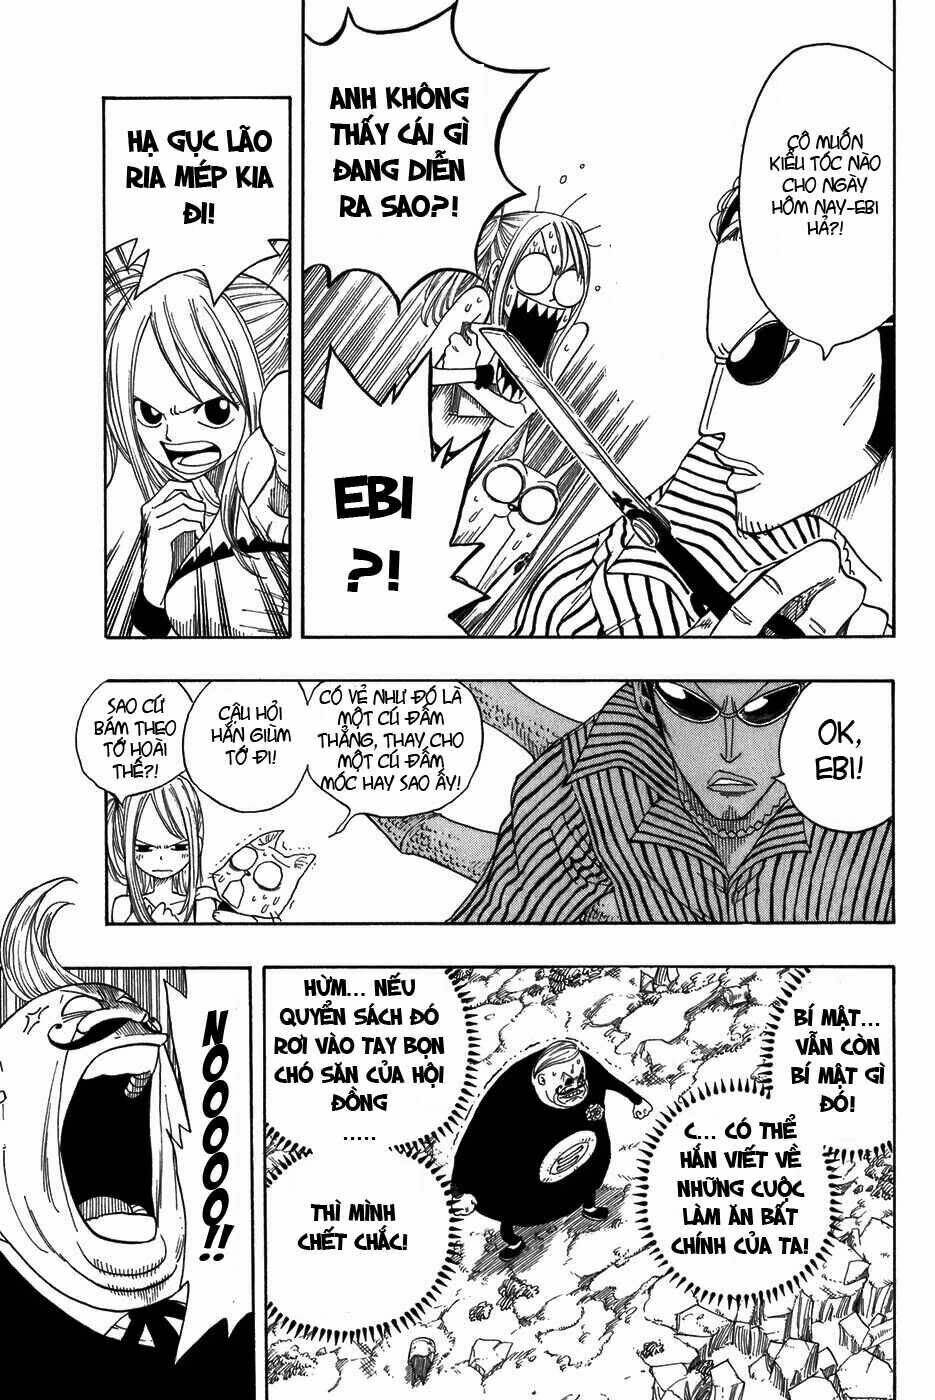 CÔ MUỐN
KIỂU TÓC NÀO
CHO NGÀY
HÔM NAY-EBI
HẢ?!
ANH KHÔNG
THẤY CÁI GÌ
ĐANG DIỄN
RA SAO?!
EBI
?!
HẠ GỤC LÃO
RIA MÉP KIA
ĐI!
OK,
EBI!
CÓ VẺ NHƯ ĐÓ LÀ
MỘT CÚ ĐẤM
THẲNG, THAY CHO
MỘT CÚ ĐẤM
MÓC HAY SAO ẤY!
CẬU HỎI
HẮN GIÙM
TỚ ĐI!
SAO CỨ
BÁM THEO
TỚ HOÀI
THẾ?!
BÍ MẬT...
VẪN CÒN
BÍ MẬT GÌ
ĐÓ!
C... CÓ THỂ
HẮN VIẾT VỀ
NHỮNG CUỘC
LÀM ĂN BẤT
CHÍNH CỦA TA!
HỪM... NẾU
QUYỂN SÁCH ĐÓ
RƠI VÀO TAY BỌN
CHÓ SĂN CỦA HỘI
ĐỒNG
.....
THÌ MÌNH
CHẾT CHẮC!
NOOOOO!!